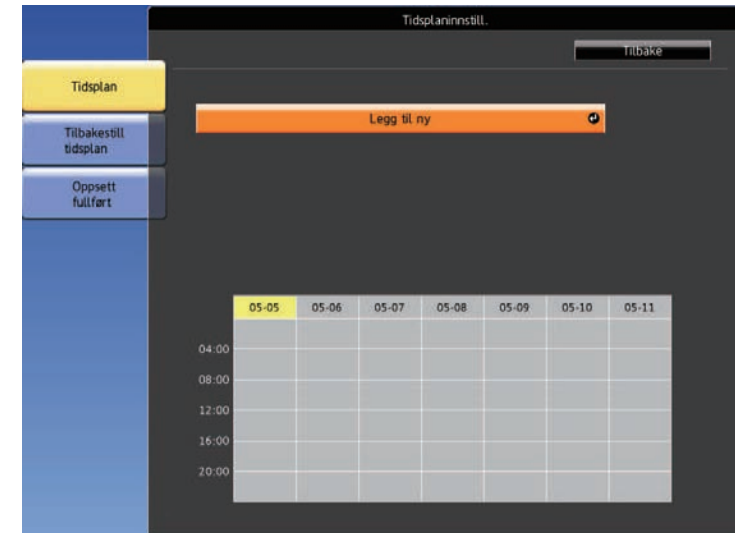 Tidsplaninnstill.
Tilbake
Tidsplan
Tilbakestill
tidsplan
Oppsett
fullført
Legg til ny
05-05 05-06 05-07 05-08 05-09 05-10 05-11
04:00
08:00
12:00
16:00
20:00